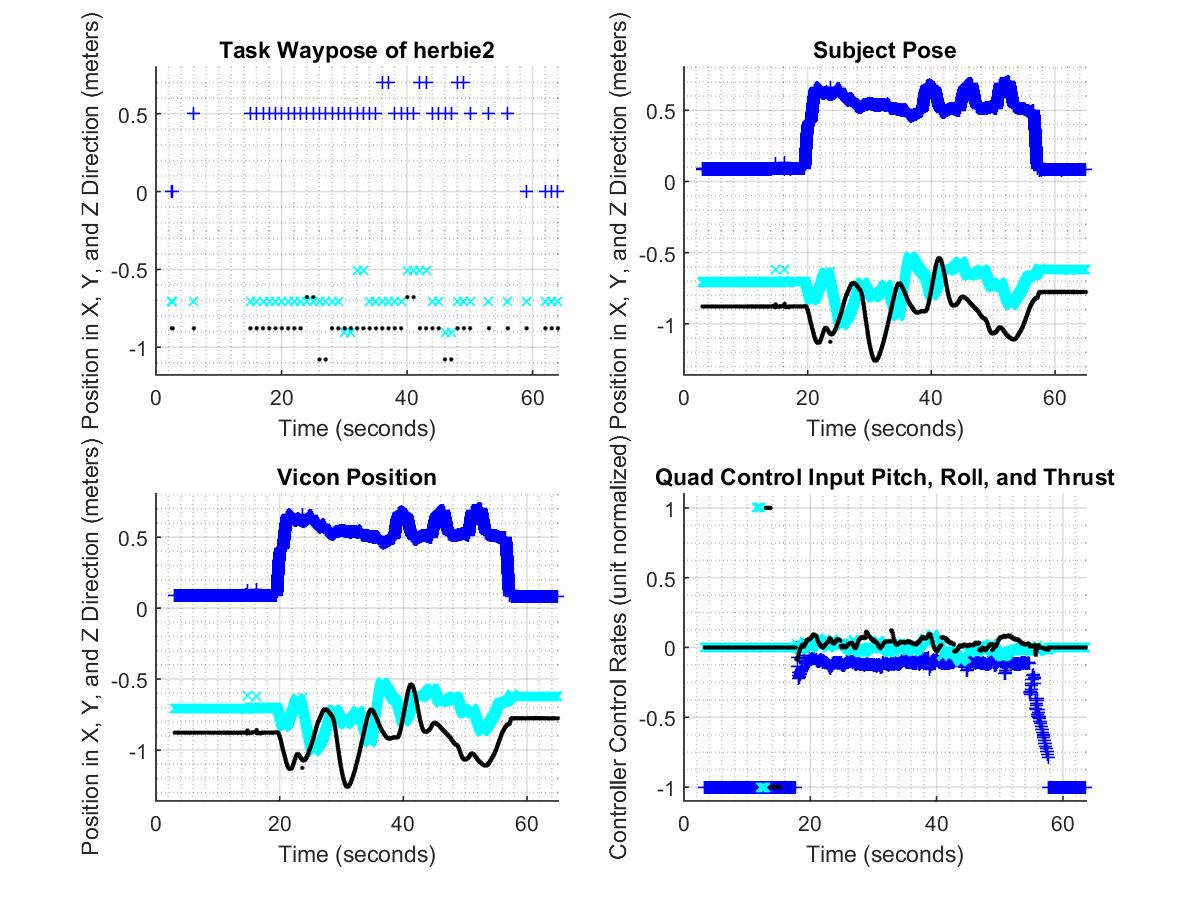 Task Waypose of herbie2
Position in X, Y, and Z Direction (meters)
0.5
0
-0.5
-1
0
20
40
60
Time (seconds)
Subject Pose
Position in X, Y, and Z Direction (meters)
0.5
0
-0.5
-1
0
20
40
60
Time (seconds)
Vicon Position
Position in X, Y, and Z Direction (meters)
0.5
0
-0.5
-1
0
20
40
60
Time (seconds)
Quad Control Input Pitch, Roll, and Thrust
Controller Control Rates (unit normalized)
1
0.5
0
-0.5
-1
0
20
40
60
Time (seconds)